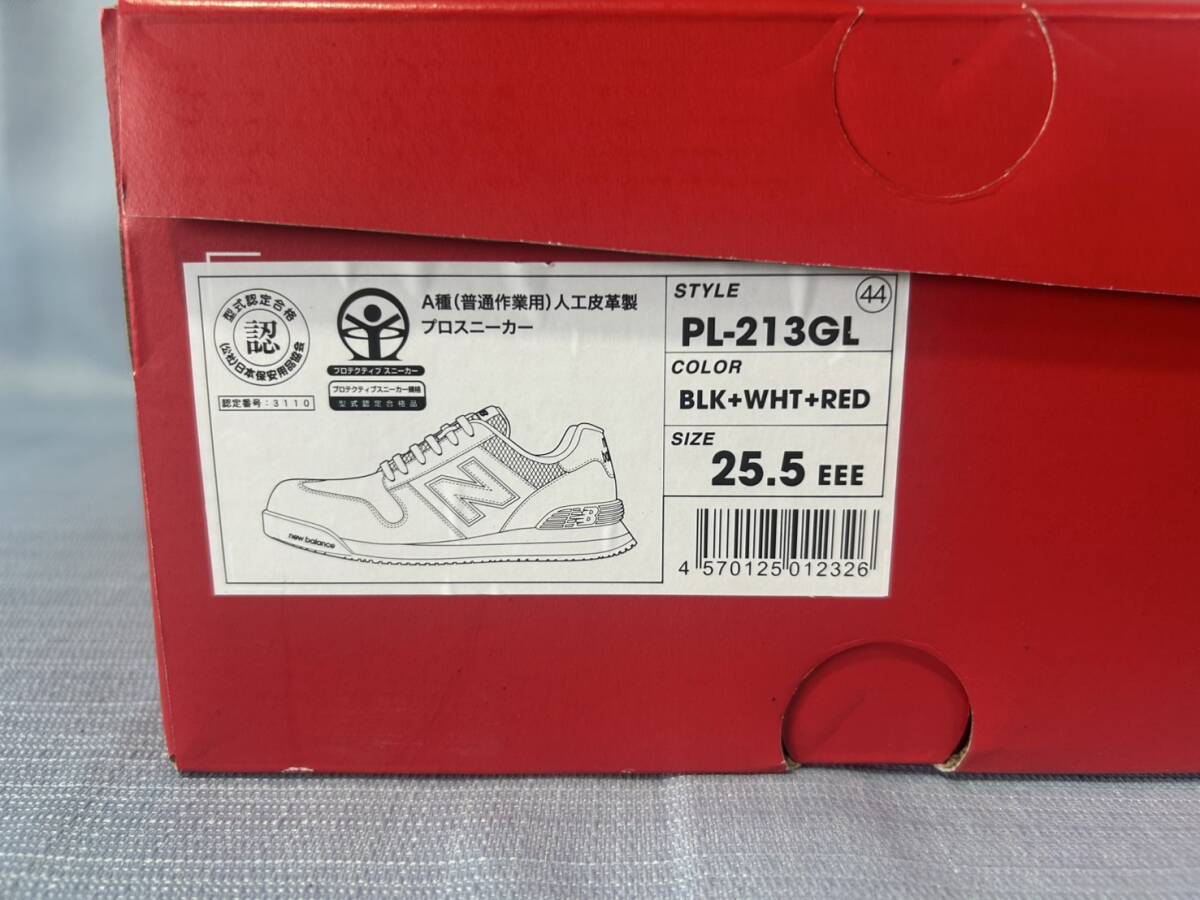 型式認定合格
認
(公社)日本保安用品協会
認定番号:3110
プロテクティブ スニーカー
プロテクティブスニーカー規格
型式認定合格品
A種(普通作業用)人工皮革製
プロスニーカー
N
NB
new balance
STYLE
44
PL-213GL
COLOR
BLK+WHT+RED
SIZE
25.5 EEE
4 570125 012326